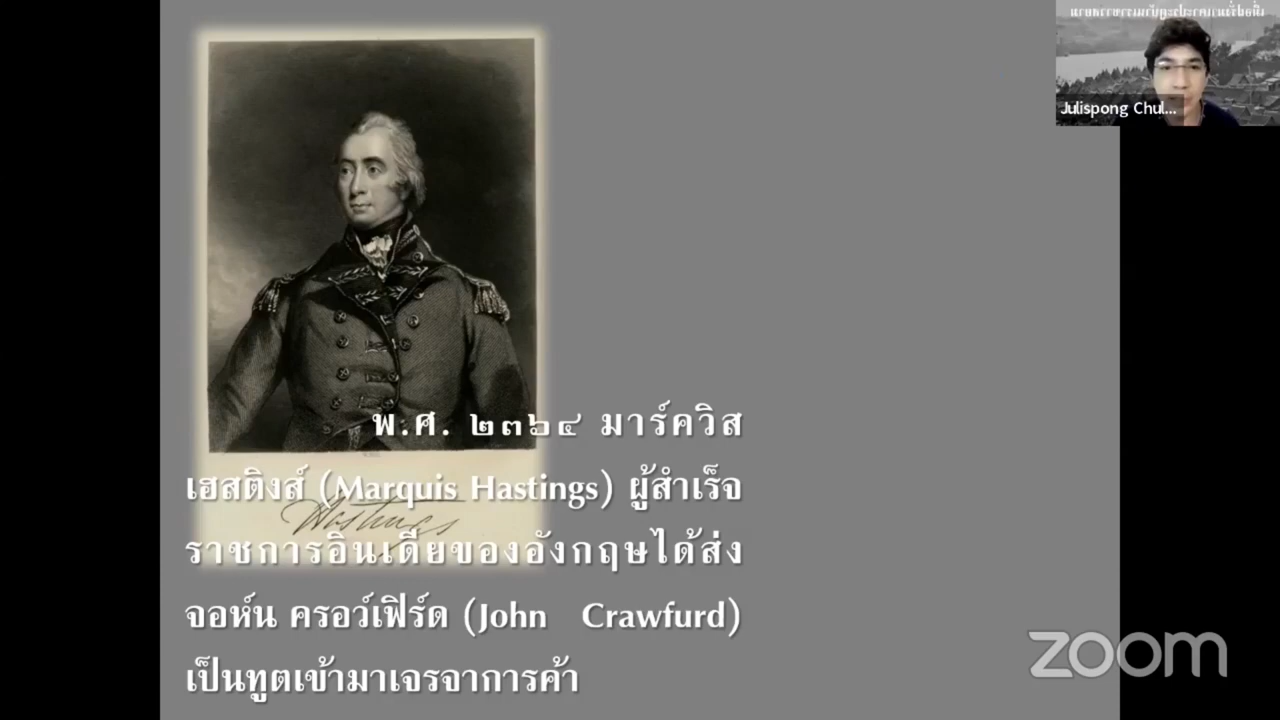 Julispong Chul...
พ.ศ. ๒๓๖๔ มาร์ควิส
เฮสติงส์ (Marquis Hastings) ผู้สำเร็จ
Hastings
ราชการอินเดียของอังกฤษได้ส่ง
จอห์น ครอว์เฟิร์ด (John Crawfurd)
เป็นทูตเข้ามาเจรจาการค้า
zoom